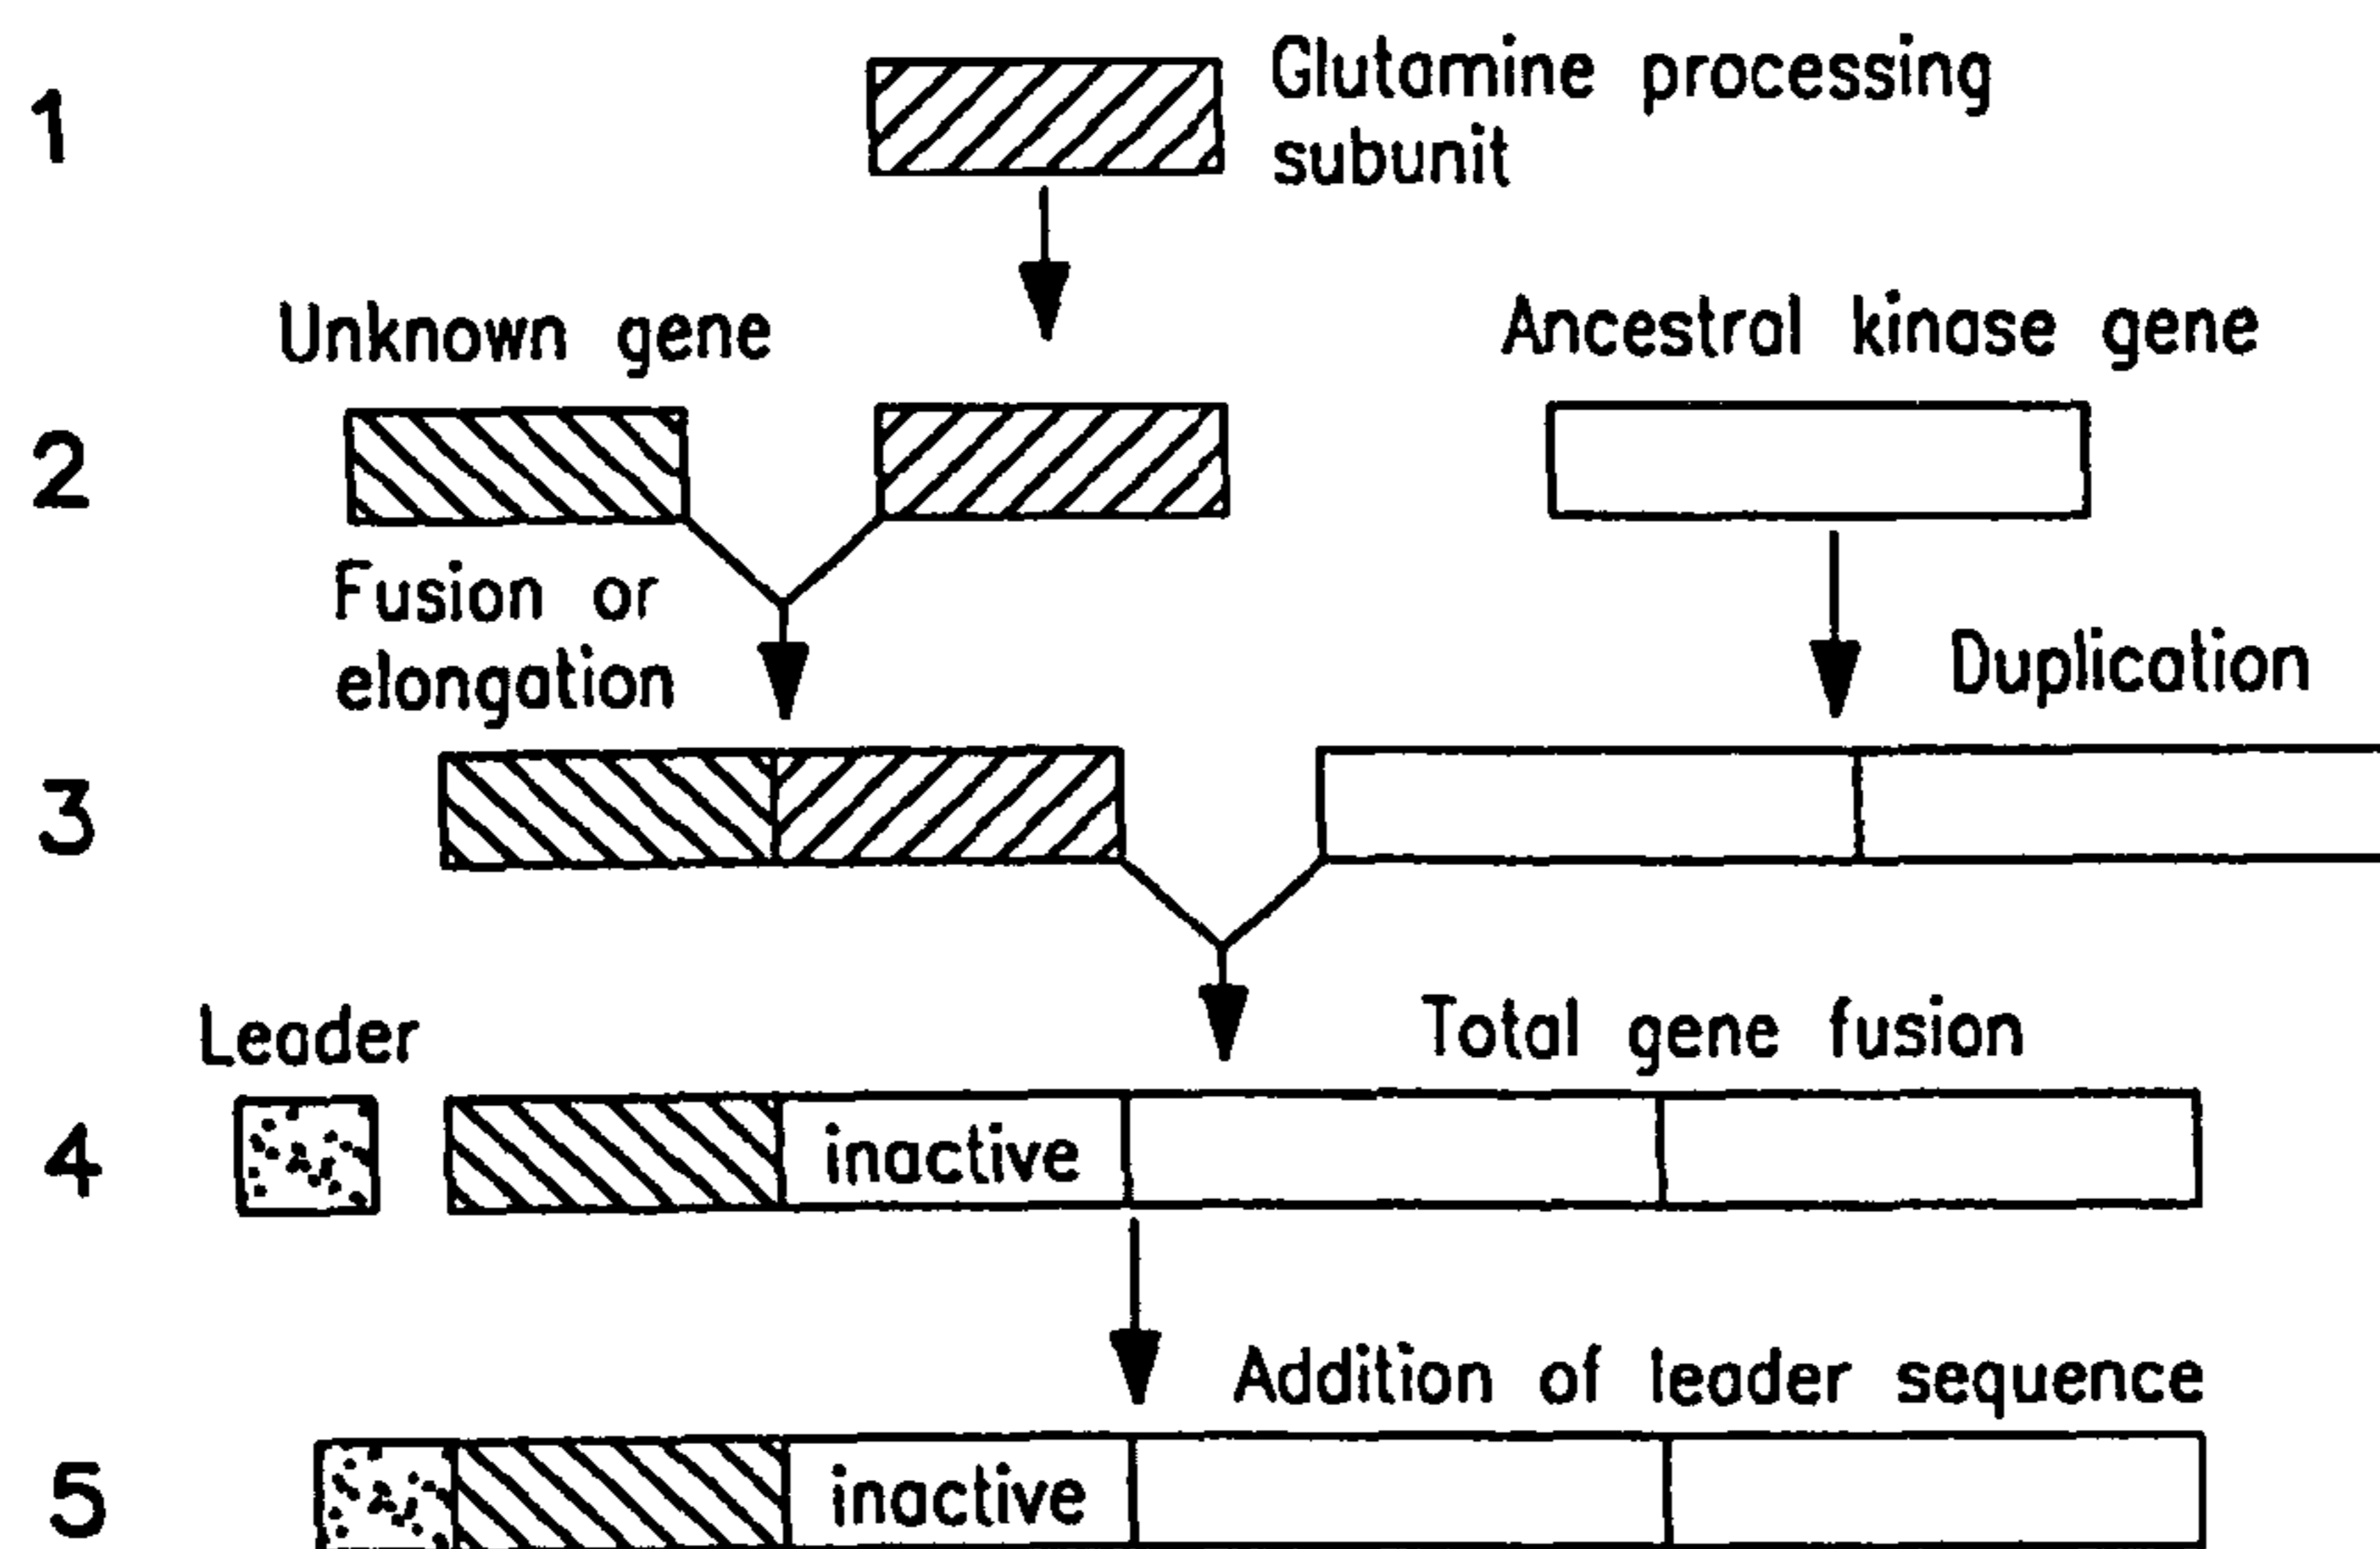 1
Glutamine processing
subunit
Unknown gene
Ancestral kinase gene
2
Fusion or
elongation
Duplication
3
Leader
Total gene fusion
4
inactive
Addition of leader sequence
5
inactive